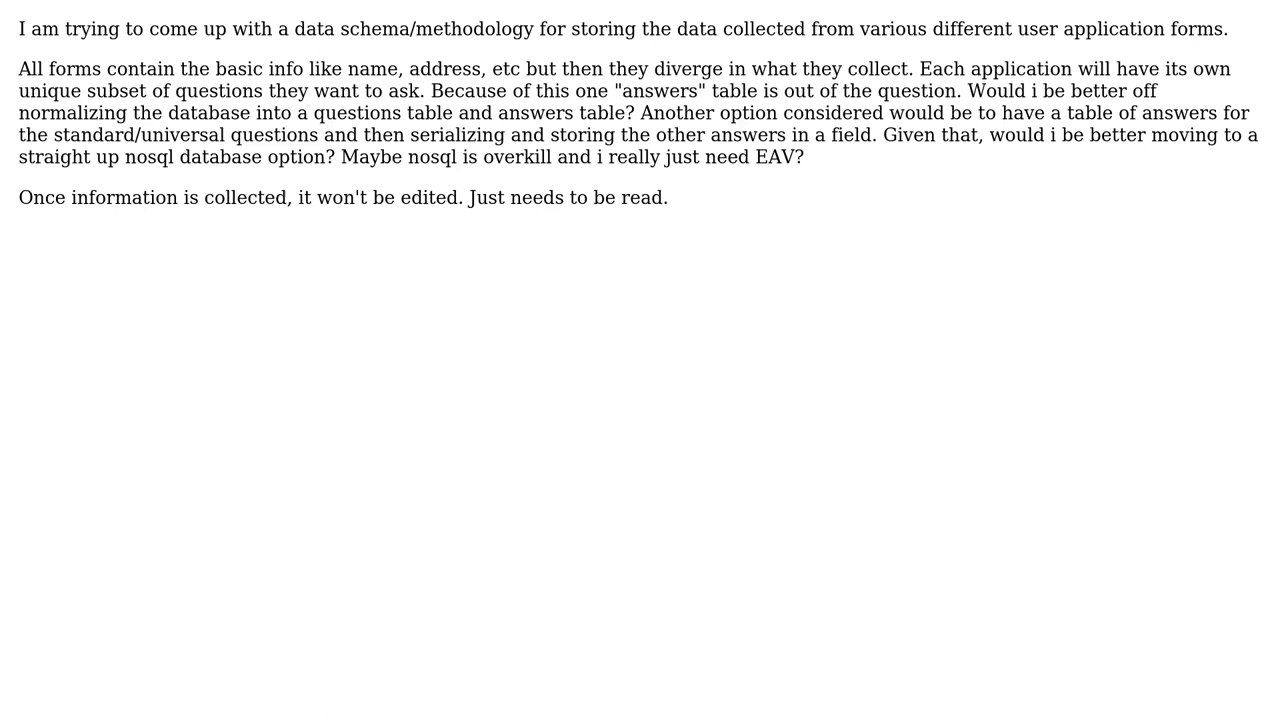 I am trying to come up with a data schema/methodology for storing the data collected from various different user application forms.
All forms contain the basic info like name, address, etc but then they diverge in what they collect. Each application will have its own
unique subset of questions they want to ask. Because of this one "answers" table is out of the question. Would i be better off
normalizing the database into a questions table and answers table? Another option considered would be to have a table of answers for
the standard/universal questions and then serializing and storing the other answers in a field. Given that, would i be better moving to a
straight up nosql database option? Maybe nosql is overkill and i really just need EAV?
Once information is collected, it won't be edited. Just needs to be read.